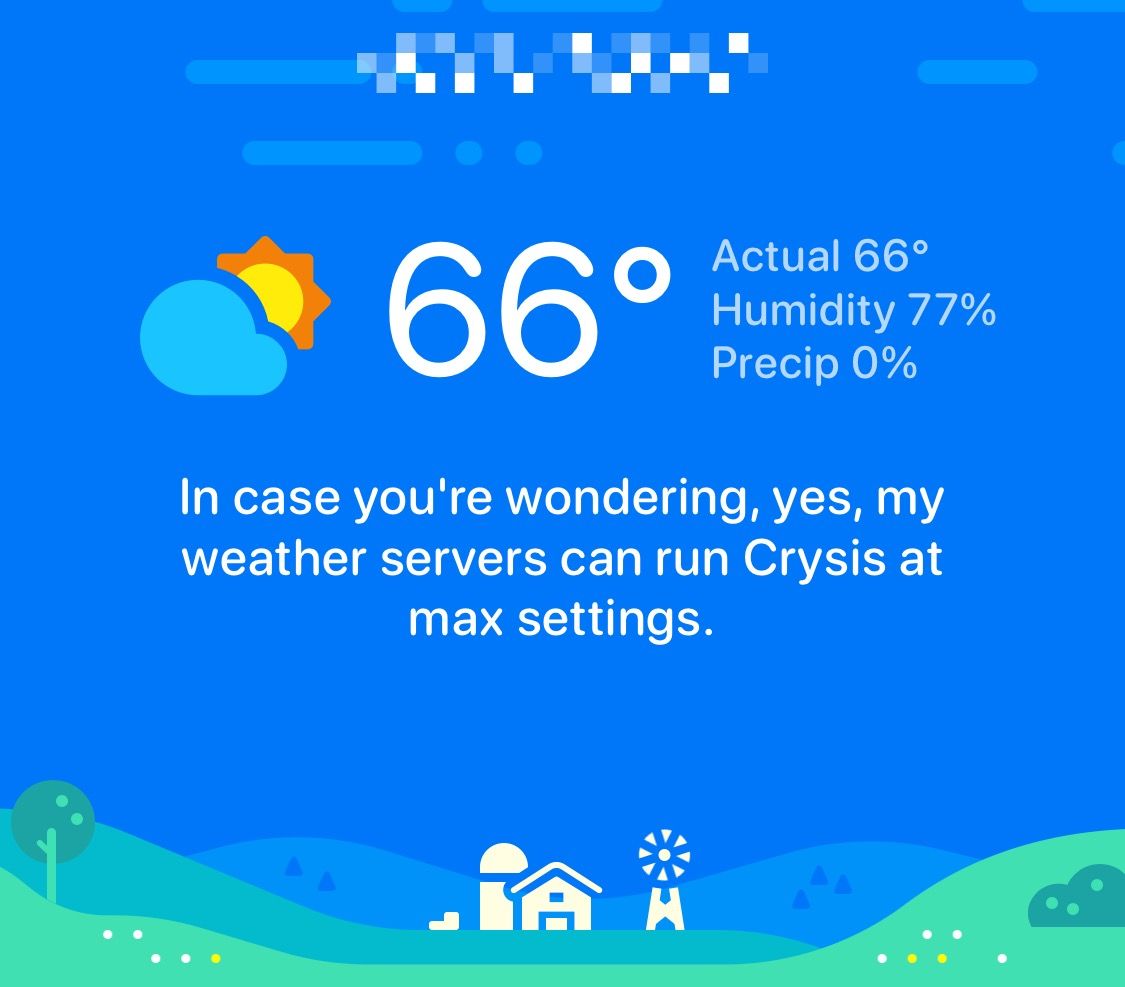 66°
Actual 66°
Humidity 77%
Precip 0%
In case you're wondering, yes, my
weather servers can run Crysis at
max settings.